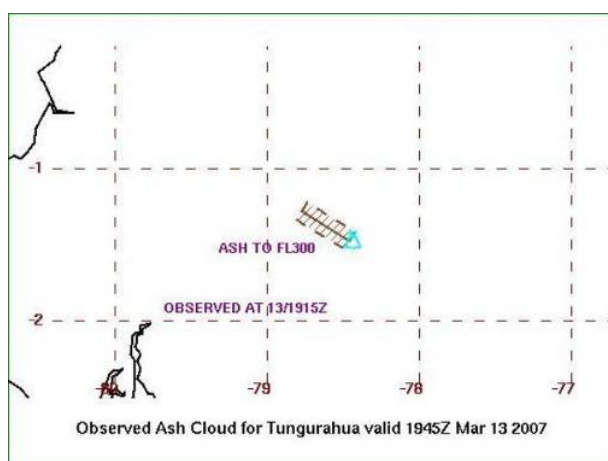 -1
ASH TO FL300
OBSERVED AT 13/1915Z
-2
-79
-78
-77
Observed Ash Cloud for Tungurahua valid 1945Z Mar 13 2007